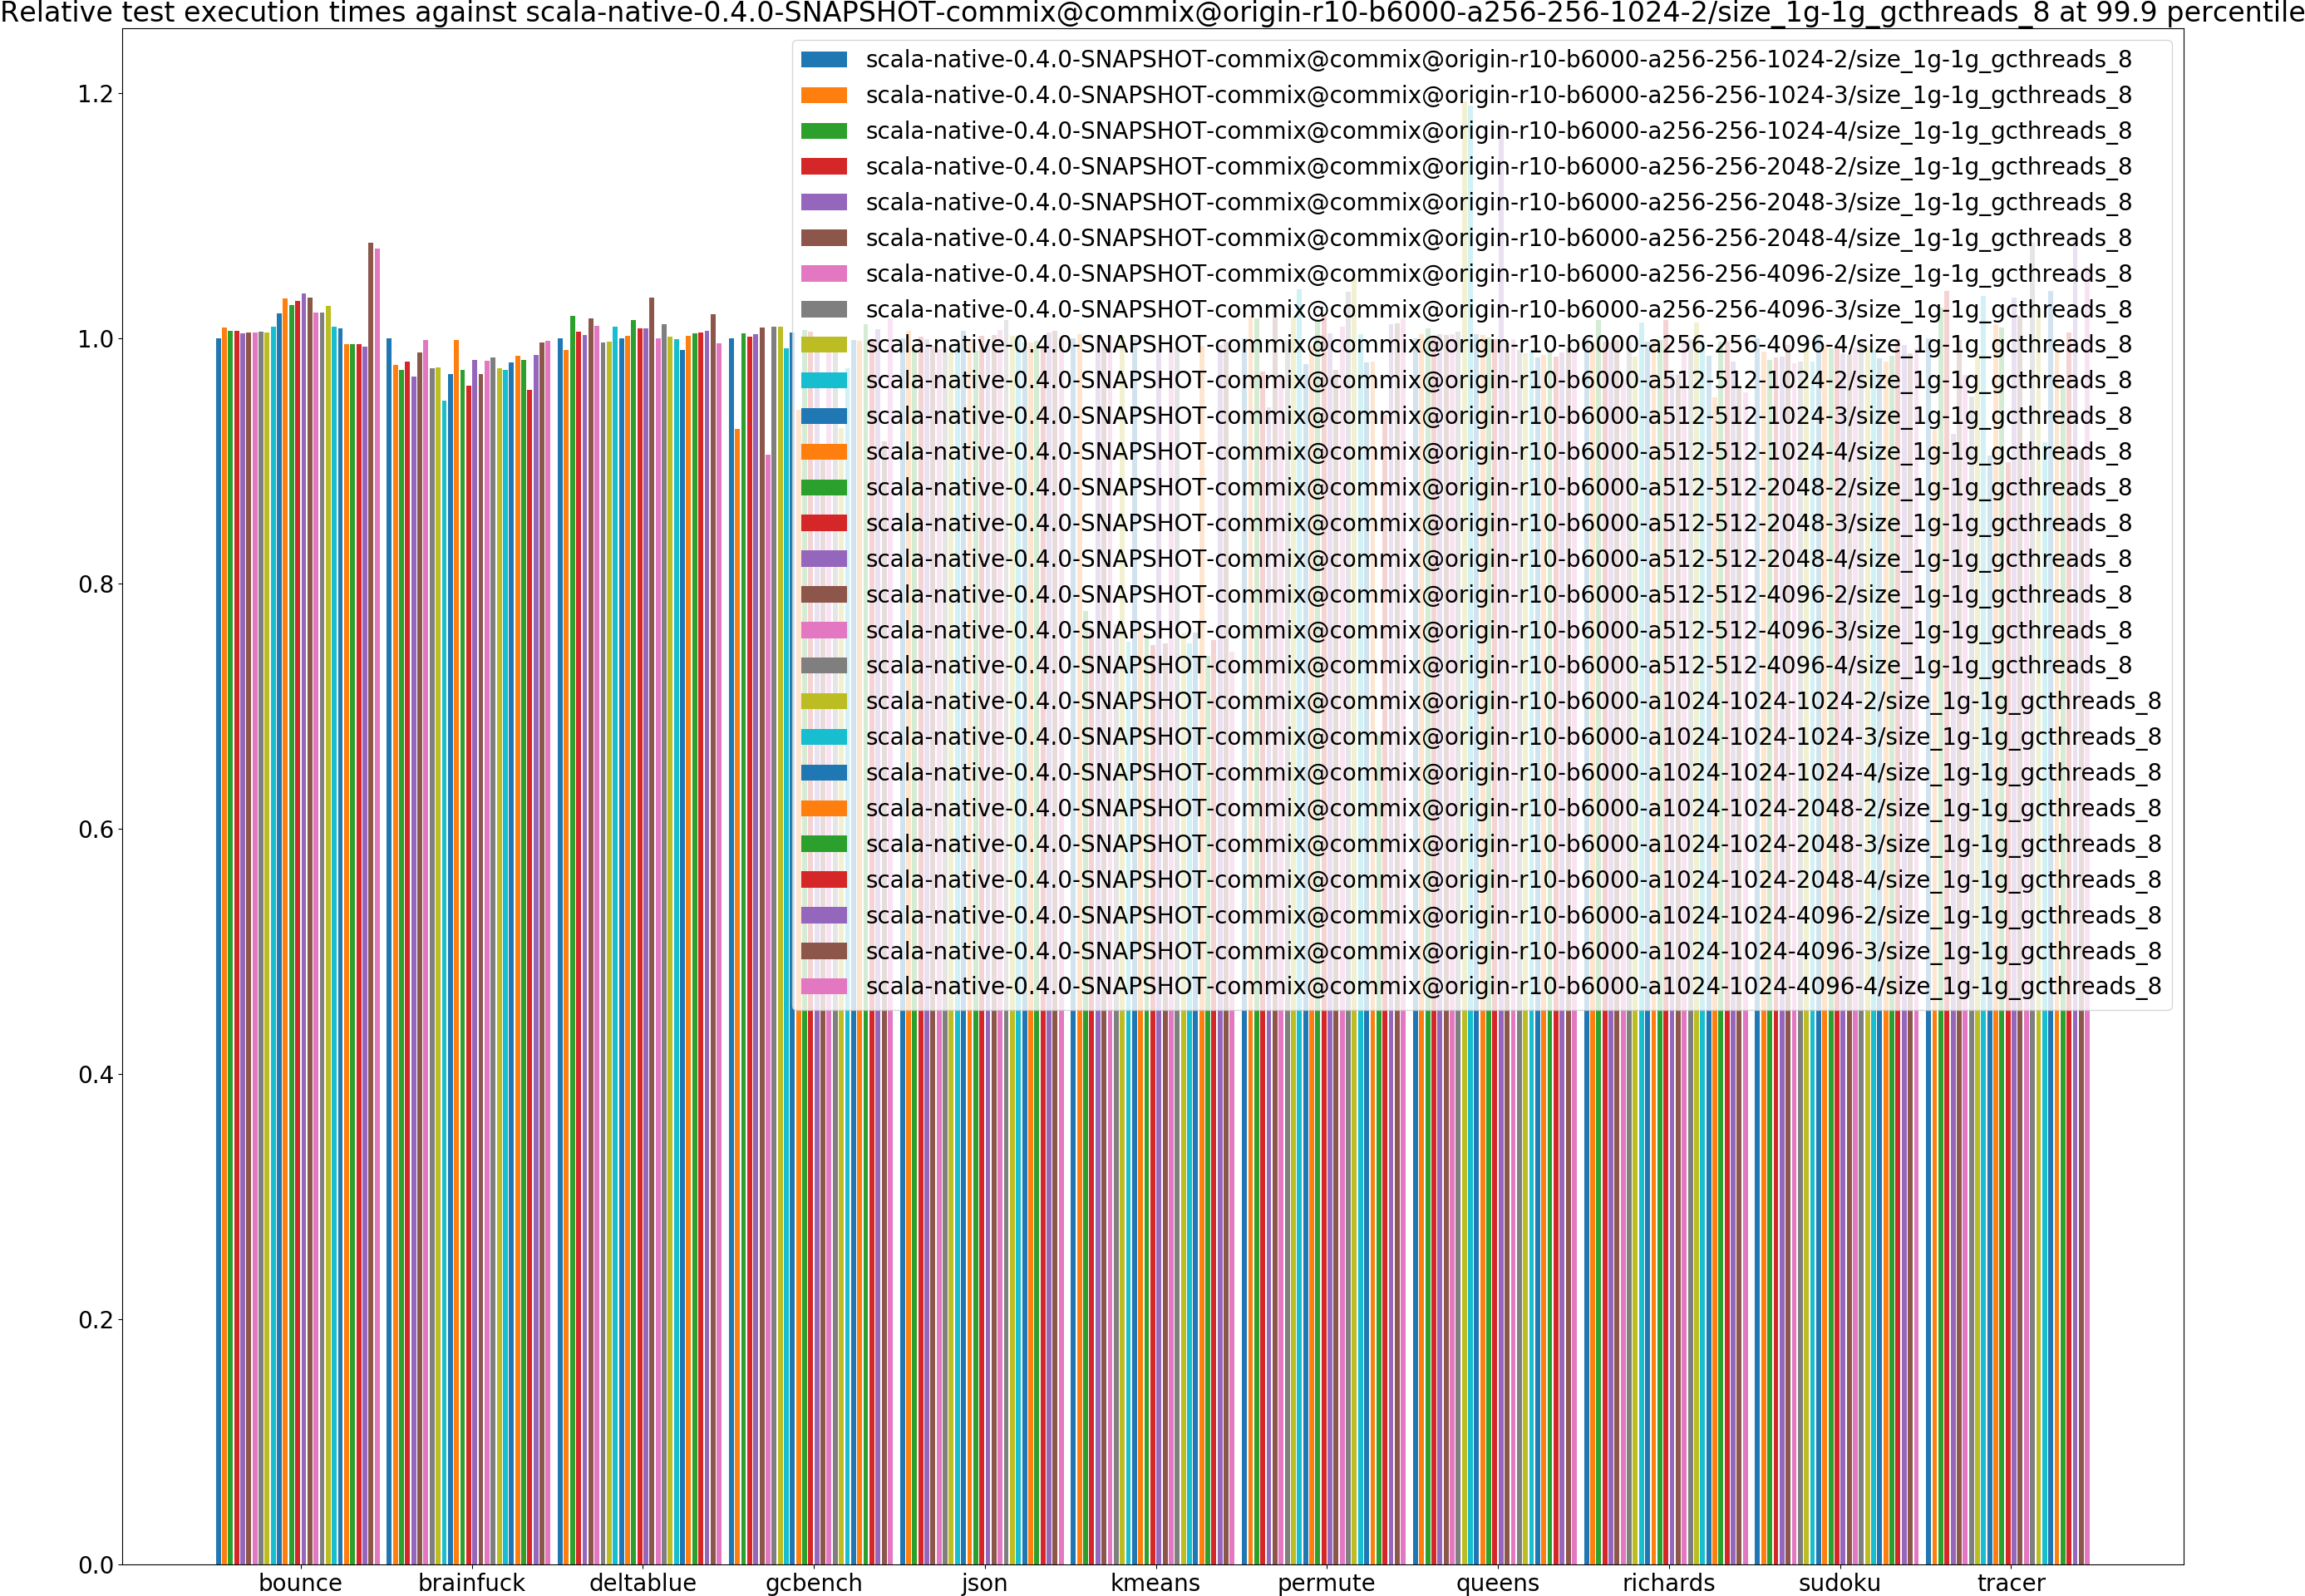 Relative test execution times against scala-native-0.4.0-SNAPSHOT-commix@commix@origin-r10-b6000-a256-256-1024-2/size_1g-1g_gcthreads_8 at 99.9 percentile
scala-native-0.4.0-SNAPSHOT-commix@commix@origin-r10-b6000-a256-256-1024-2/size_1g-1g_gcthreads_8
scala-native-0.4.0-SNAPSHOT-commix@commix@origin-r10-b6000-a256-256-1024-3/size_1g-1g_gcthreads_8
scala-native-0.4.0-SNAPSHOT-commix@commix@origin-r10-b6000-a256-256-1024-4/size_1g-1g_gcthreads_8
scala-native-0.4.0-SNAPSHOT-commix@commix@origin-r10-b6000-a256-256-2048-2/size_1g-1g_gcthreads_8
scala-native-0.4.0-SNAPSHOT-commix@commix@origin-r10-b6000-a256-256-2048-3/size_1g-1g_gcthreads_8
scala-native-0.4.0-SNAPSHOT-commix@commix@origin-r10-b6000-a256-256-2048-4/size_1g-1g_gcthreads_8
scala-native-0.4.0-SNAPSHOT-commix@commix@origin-r10-b6000-a256-256-4096-2/size_1g-1g_gcthreads_8
scala-native-0.4.0-SNAPSHOT-commix@commix@origin-r10-b6000-a256-256-4096-3/size_1g-1g_gcthreads_8
scala-native-0.4.0-SNAPSHOT-commix@commix@origin-r10-b6000-a256-256-4096-4/size_1g-1g_gcthreads_8
scala-native-0.4.0-SNAPSHOT-commix@commix@origin-r10-b6000-a512-512-1024-2/size_1g-1g_gcthreads_8
scala-native-0.4.0-SNAPSHOT-commix@commix@origin-r10-b6000-a512-512-1024-3/size_1g-1g_gcthreads_8
scala-native-0.4.0-SNAPSHOT-commix@commix@origin-r10-b6000-a512-512-1024-4/size_1g-1g_gcthreads_8
scala-native-0.4.0-SNAPSHOT-commix@commix@origin-r10-b6000-a512-512-2048-2/size_1g-1g_gcthreads_8
scala-native-0.4.0-SNAPSHOT-commix@commix@origin-r10-b6000-a512-512-2048-3/size_1g-1g_gcthreads_8
scala-native-0.4.0-SNAPSHOT-commix@commix@origin-r10-b6000-a512-512-2048-4/size_1g-1g_gcthreads_8
scala-native-0.4.0-SNAPSHOT-commix@commix@origin-r10-b6000-a512-512-4096-2/size_1g-1g_gcthreads_8
scala-native-0.4.0-SNAPSHOT-commix@commix@origin-r10-b6000-a512-512-4096-3/size_1g-1g_gcthreads_8
scala-native-0.4.0-SNAPSHOT-commix@commix@origin-r10-b6000-a512-512-4096-4/size_1g-1g_gcthreads_8
scala-native-0.4.0-SNAPSHOT-commix@commix@origin-r10-b6000-a1024-1024-1024-2/size_1g-1g_gcthreads_8
scala-native-0.4.0-SNAPSHOT-commix@commix@origin-r10-b6000-a1024-1024-1024-3/size_1g-1g_gcthreads_8
scala-native-0.4.0-SNAPSHOT-commix@commix@origin-r10-b6000-a1024-1024-1024-4/size_1g-1g_gcthreads_8
scala-native-0.4.0-SNAPSHOT-commix@commix@origin-r10-b6000-a1024-1024-2048-2/size_1g-1g_gcthreads_8
scala-native-0.4.0-SNAPSHOT-commix@commix@origin-r10-b6000-a1024-1024-2048-3/size_1g-1g_gcthreads_8
scala-native-0.4.0-SNAPSHOT-commix@commix@origin-r10-b6000-a1024-1024-2048-4/size_1g-1g_gcthreads_8
scala-native-0.4.0-SNAPSHOT-commix@commix@origin-r10-b6000-a1024-1024-4096-2/size_1g-1g_gcthreads_8
scala-native-0.4.0-SNAPSHOT-commix@commix@origin-r10-b6000-a1024-1024-4096-3/size_1g-1g_gcthreads_8
scala-native-0.4.0-SNAPSHOT-commix@commix@origin-r10-b6000-a1024-1024-4096-4/size_1g-1g_gcthreads_8
1.2
1.0
0.8
0.6
0.4
0.2
0.0
bounce brainfuck deltablue gcbench json kmeans permute queens richards sudoku tracer